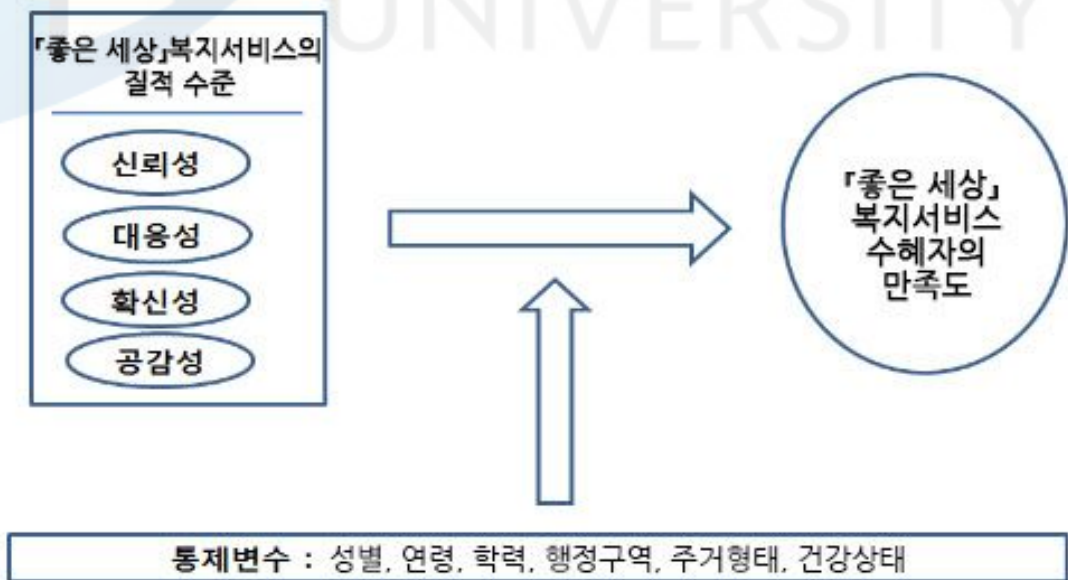 UNIVERSITY
「좋은 세상」복지서비스의
질적 수준
신뢰성
대응성
확신성
공감성
「좋은 세상」
복지서비스
수혜자의
만족도
통제변수 : 성별, 연령, 학력, 행정구역, 주거형태, 건강상태